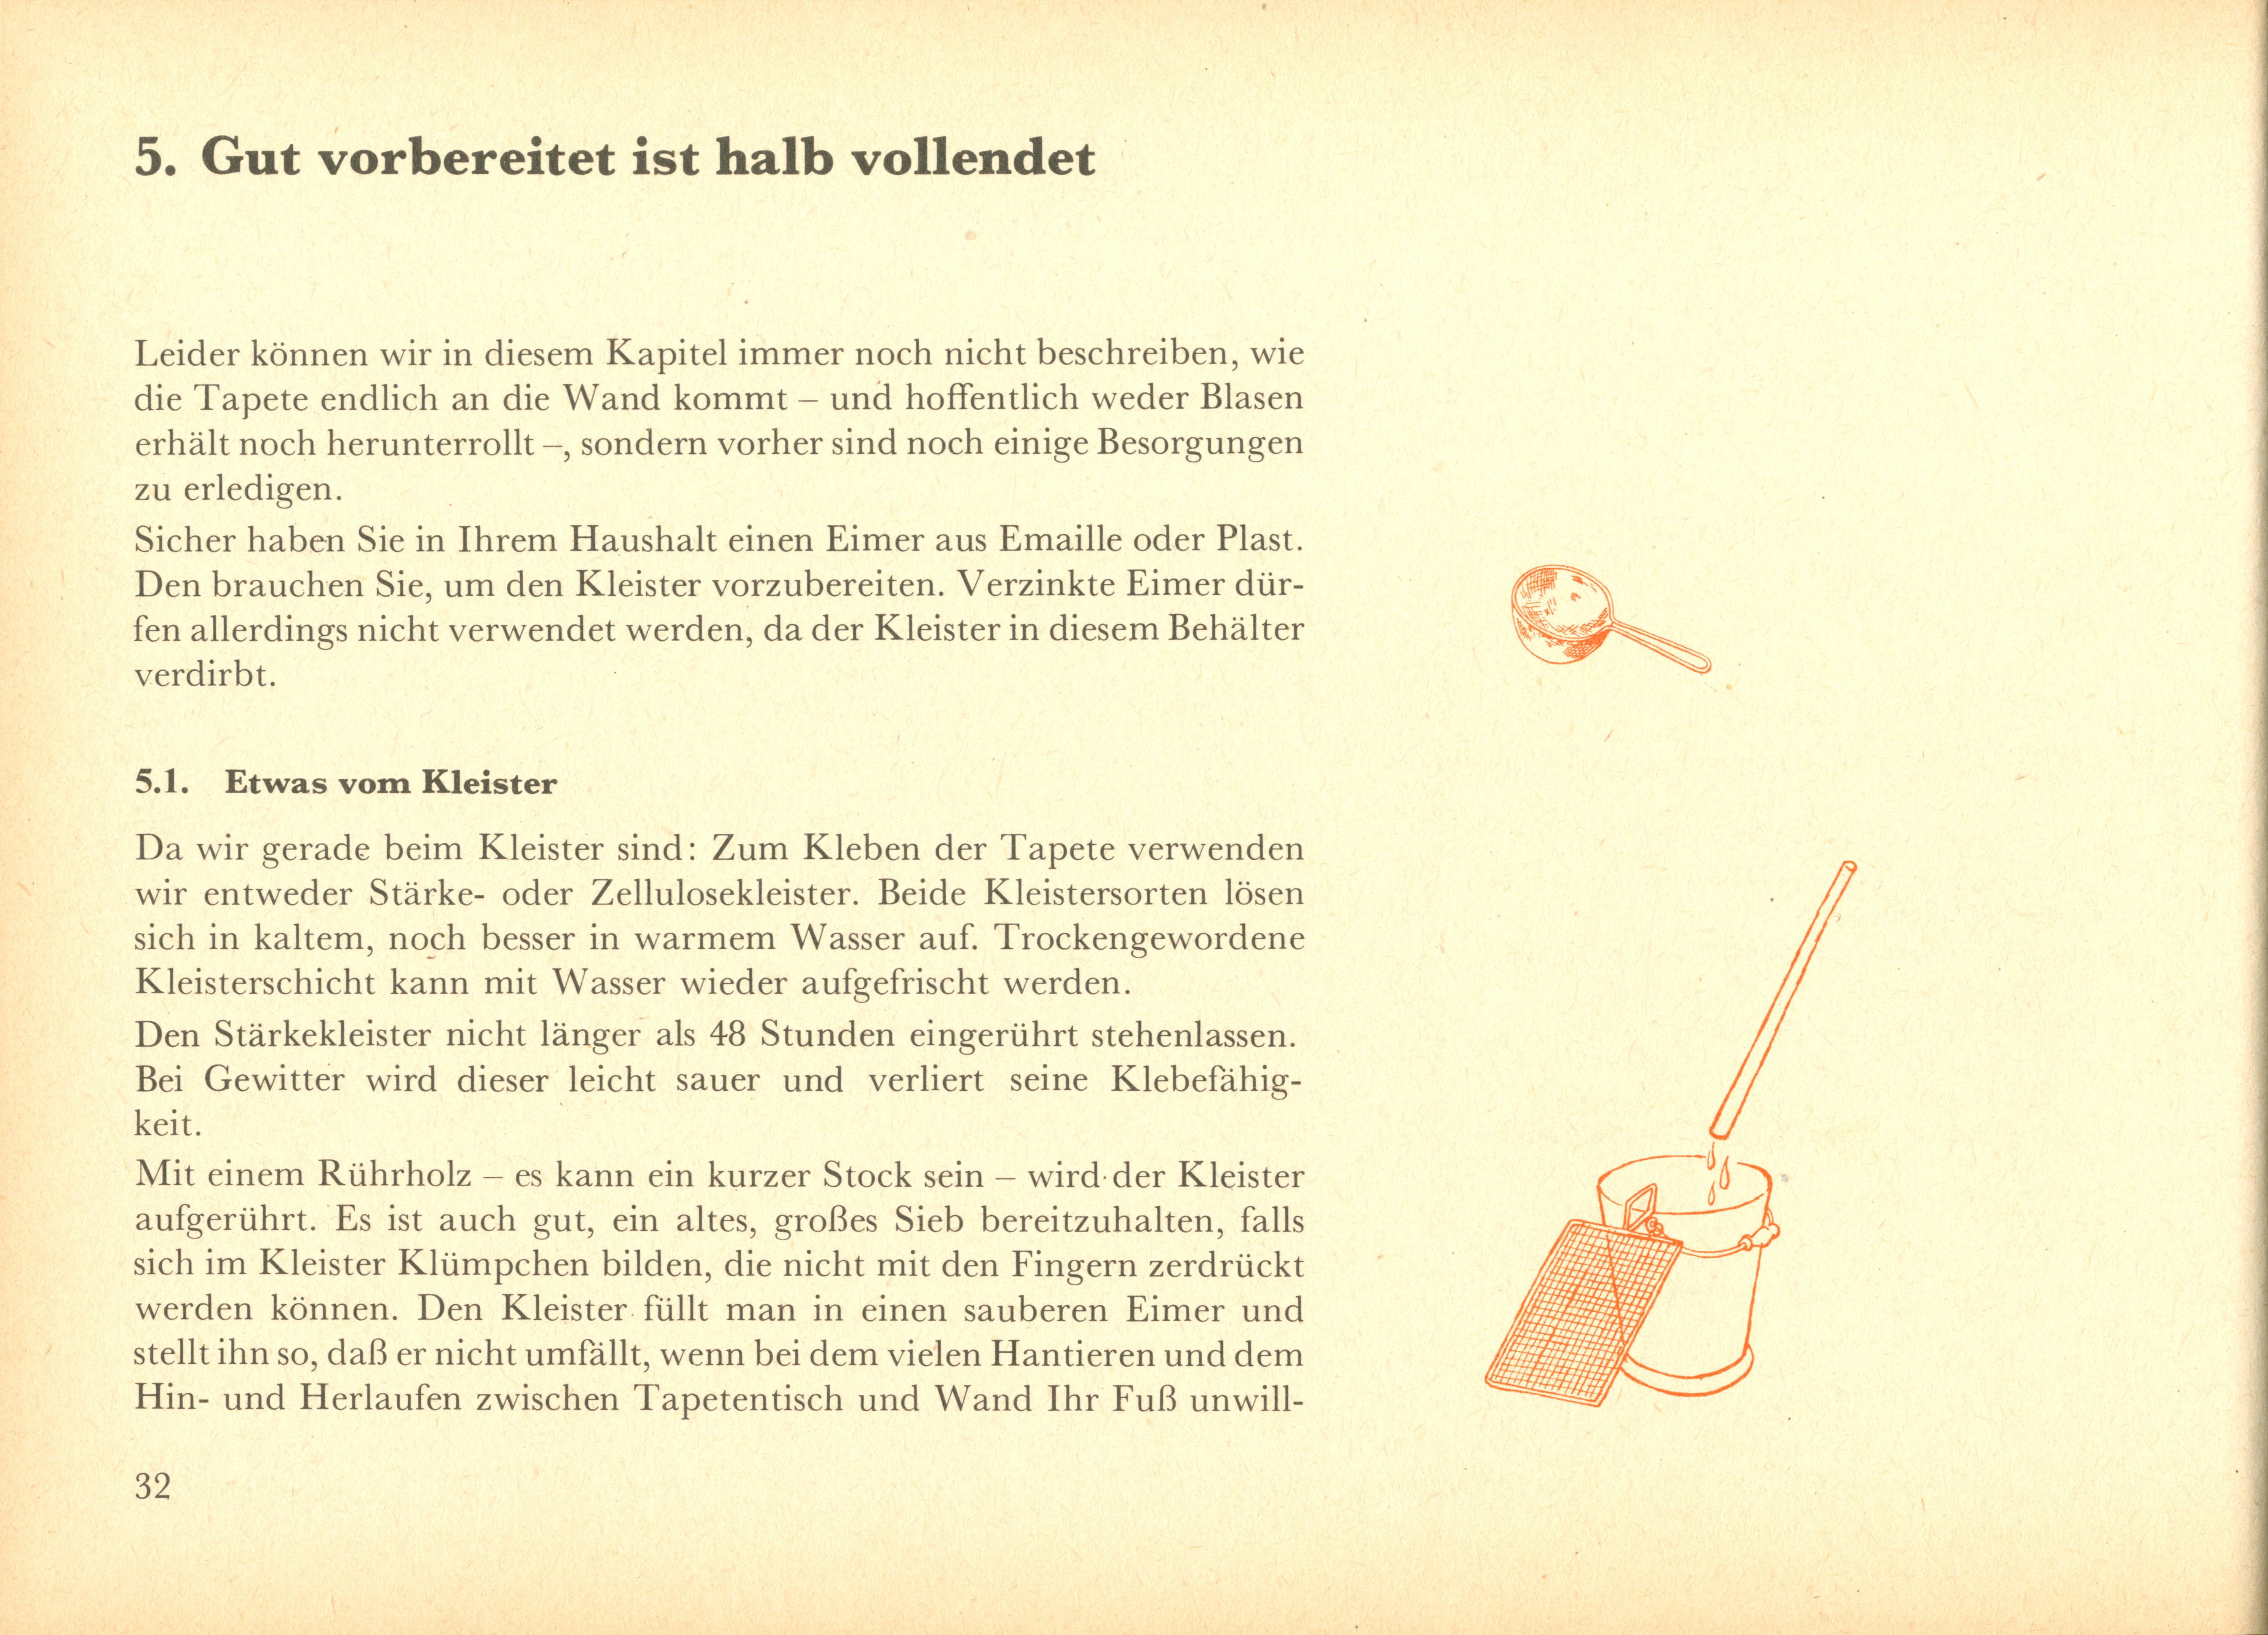 5. Gut vorbereitet ist halb vollendet
Leider können wir in diesem Kapitel immer noch nicht beschreiben, wie
die Tapete endlich an die Wand kommt – und hoffentlich weder Blasen
erhält noch herunterrollt –, sondern vorher sind noch einige Besorgungen
zu erledigen.
Sicher haben Sie in Ihrem Haushalt einen Eimer aus Emaille oder Plast.
Den brauchen Sie, um den Kleister vorzubereiten. Verzinkte Eimer dür-
fen allerdings nicht verwendet werden, da der Kleister in diesem Behälter
verdirbt.
5.1. Etwas vom Kleister
Da wir gerade beim Kleister sind: Zum Kleben der Tapete verwenden
wir entweder Stärke- oder Zellulosekleister. Beide Kleistersorten lösen
sich in kaltem, noch besser in warmem Wasser auf. Trockengewordene
Kleisterschicht kann mit Wasser wieder aufgefrischt werden.
Den Stärkekleister nicht länger als 48 Stunden eingerührt stehenlassen.
Bei Gewitter wird dieser leicht sauer und verliert seine Klebefähig-
keit.
Mit einem Rührholz – es kann ein kurzer Stock sein – wird der Kleister
aufgerührt. Es ist auch gut, ein altes, großes Sieb bereitzuhalten, falls
sich im Kleister Klümpchen bilden, die nicht mit den Fingern zerdrückt
werden können. Den Kleister füllt man in einen sauberen Eimer und
stellt ihn so, daß er nicht umfällt, wenn bei dem vielen Hantieren und dem
Hin- und Herlaufen zwischen Tapetentisch und Wand Ihr Fuß unwill-
32